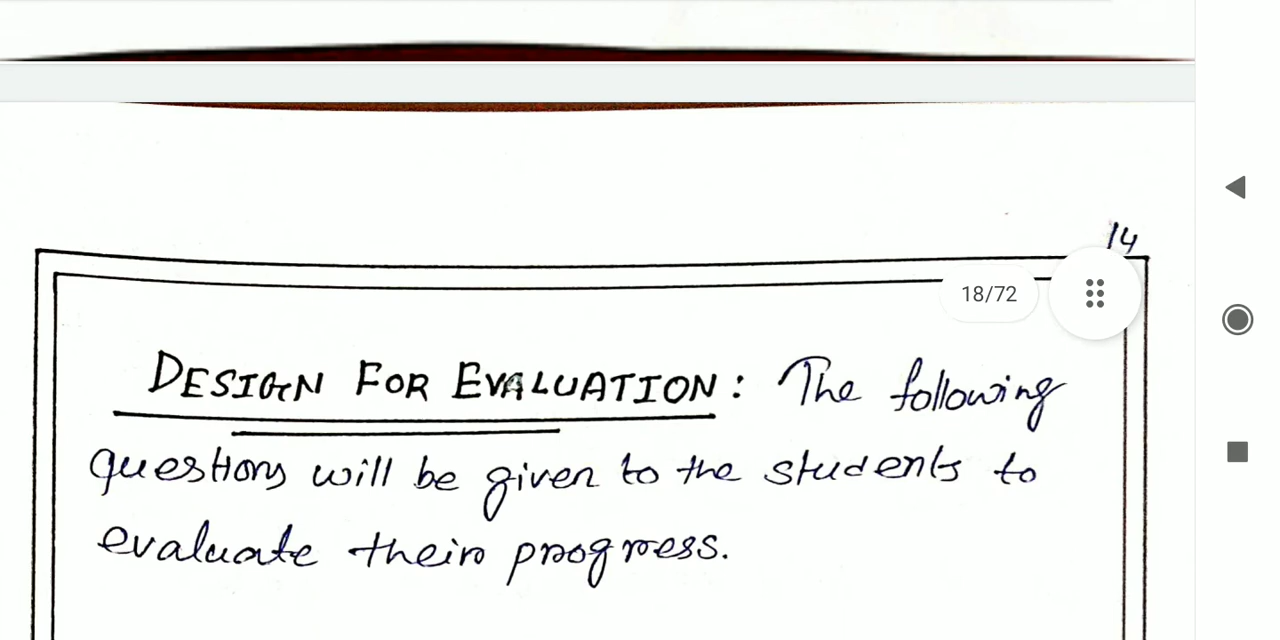 14
18/72
DESIGN FOR EVALUATION: The following
questions will be given to the students to
evaluate their progress.